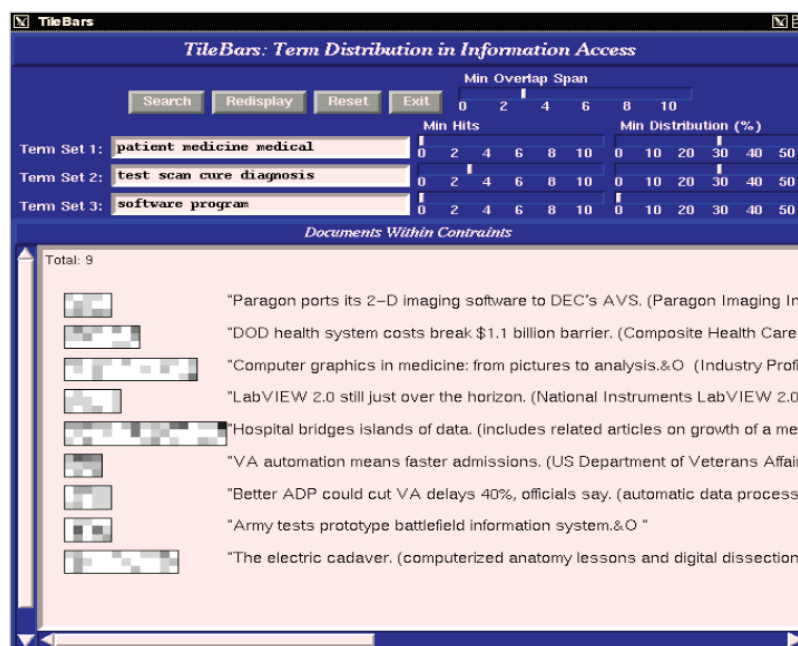 TileBars
TileBars: Term Distribution in Information Access
Min Overlap Span
Search Redisplay Reset Exit
0 2 4 6 8 10
Min Hits Min Distribution (%)
Term Set 1: patient medicine medical
0 2 4 6 8 10 0 10 20 30 40 50
Term Set 2: test scan cure diagnosis
0 2 4 6 8 10 0 10 20 30 40 50
Term Set 3: software program
0 2 4 6 8 10 0 10 20 30 40 50
Documents Within Contraints
Total: 9
"Paragon ports its 2-D imaging software to DEC's AVS. (Paragon Imaging In
"DOD health system costs break $1.1 billion barrier. (Composite Health Care
"Computer graphics in medicine: from pictures to analysis.&O (Industry Profi
"LabVIEW 2.0 still just over the horizon. (National Instruments LabVIEW 2.0
"Hospital bridges islands of data. (includes related articles on growth of a me
"VA automation means faster admissions. (US Department of Veterans Affair
"Better ADP could cut VA delays 40%, officials say. (automatic data process
"Army tests prototype battlefield information system.&O "
"The electric cadaver. (computerized anatomy lessons and digital dissection